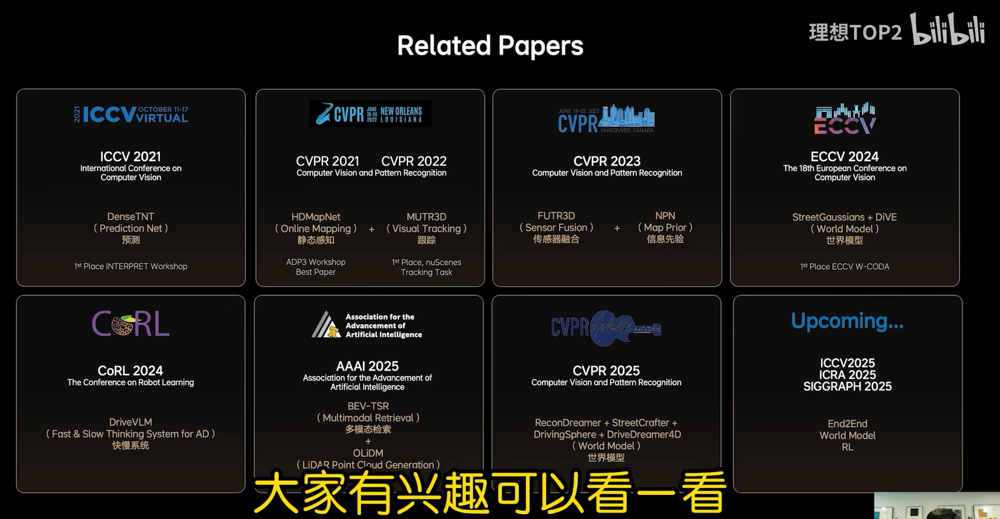 理想TOP2 bilibili
Related Papers
2021 ICCV OCTOBER 11-17 VIRTUAL
ICCV 2021
International Conference on
Computer Vision
DenseTNT
( Prediction Net )
预测
1st Place INTERPRET Workshop
CVPR JUNE 19-24 2022 NEW ORLEANS LOUISIANA
CVPR 2021 CVPR 2022
Computer Vision and Pattern Recognition
HDMapNet
( Online Mapping )
静态感知
+
MUTR3D
( Visual Tracking )
跟踪
ADP3 Workshop
Best Paper
1st Place, nuScenes
Tracking Task
JUNE 18-22, 2023
CVPR VANCOUVER, CANADA
CVPR 2023
Computer Vision and Pattern Recognition
FUTR3D
( Sensor Fusion )
传感器融合
+
NPN
( Map Prior )
信息先验
ECCV
ECCV 2024
The 18th European Conference on
Computer Vision
StreetGaussians + DiVE
( World Model )
世界模型
1st Place ECCV W-CODA
CoRL
CoRL 2024
The Conference on Robot Learning
DriveVLM
( Fast & Slow Thinking System for AD )
快慢系统
Association for the
Advancement of
Artificial Intelligence
AAAI 2025
Association for the Advancement of
Artificial Intelligence
BEV-TSR
( Multimodal Retrieval )
多模态检索
+
OLiDM
( LiDAR Point Cloud Generation )
CVPR
CVPR 2025
Computer Vision and Pattern Recognition
ReconDreamer + StreetCrafter +
DrivingSphere + DriveDreamer4D
( World Model )
世界模型
Upcoming...
ICCV2025
ICRA 2025
SIGGRAPH 2025
End2End
World Model
RL
大家有兴趣可以看一看